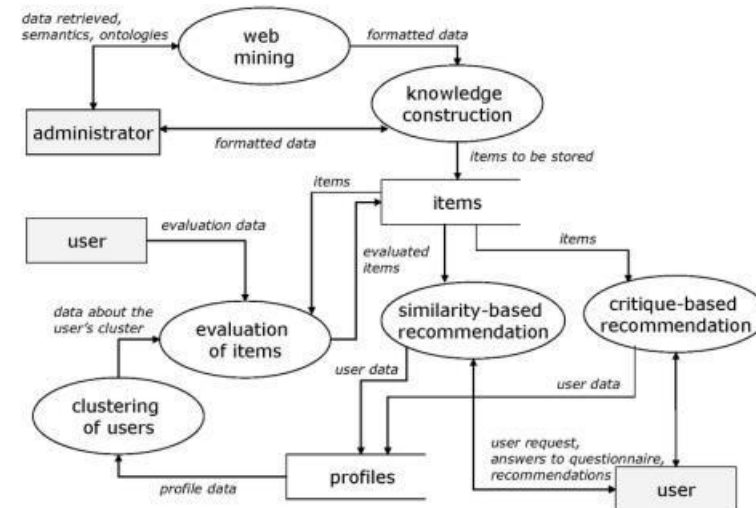 data retrieved,
semantics, ontologies
web
mining
formatted data
knowledge
construction
administrator
formatted data
items to be stored
items
items
user
evaluation data
evaluated
items
items
data about the
user's cluster
evaluation
of items
similarity-based
recommendation
critique-based
recommendation
user data
user data
clustering
of users
profile data
profiles
user request,
answers to questionnaire,
recommendations
user